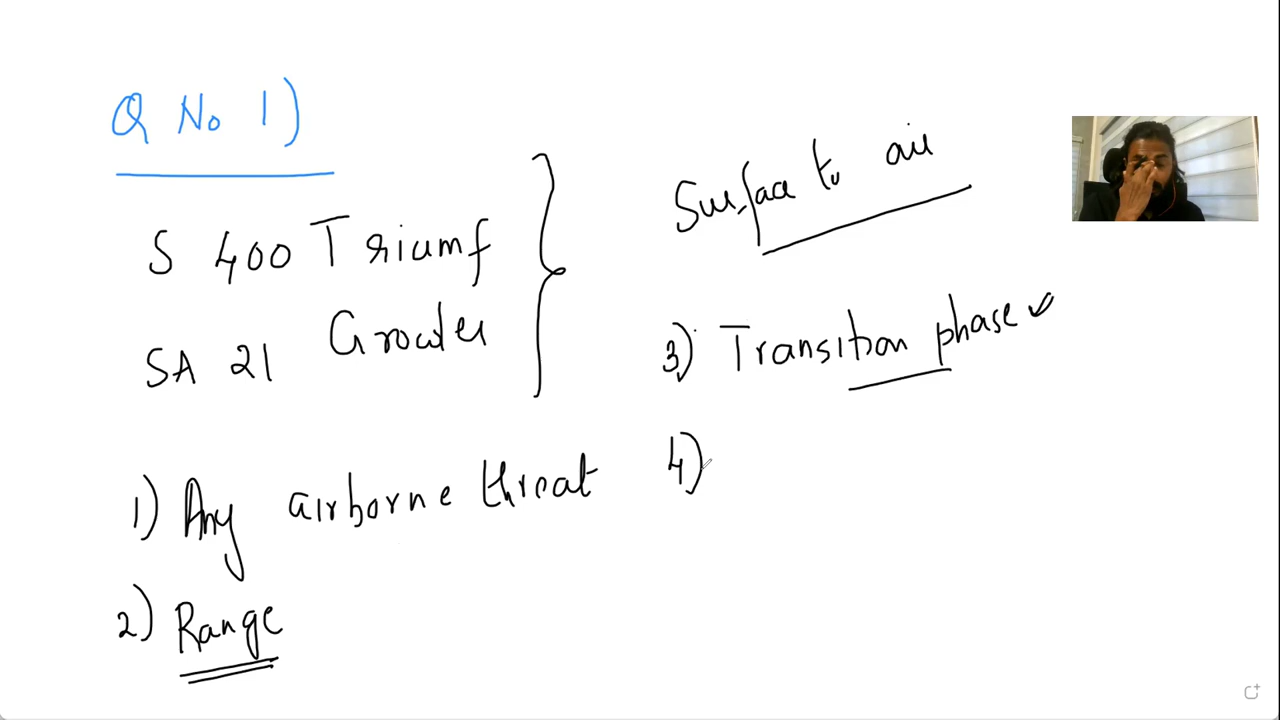 Q No 1)
S 400 Triumf
SA 21 Growler
Surface to air
1) Any airborne threat
2) Range
3) Transition phase ✓
4)